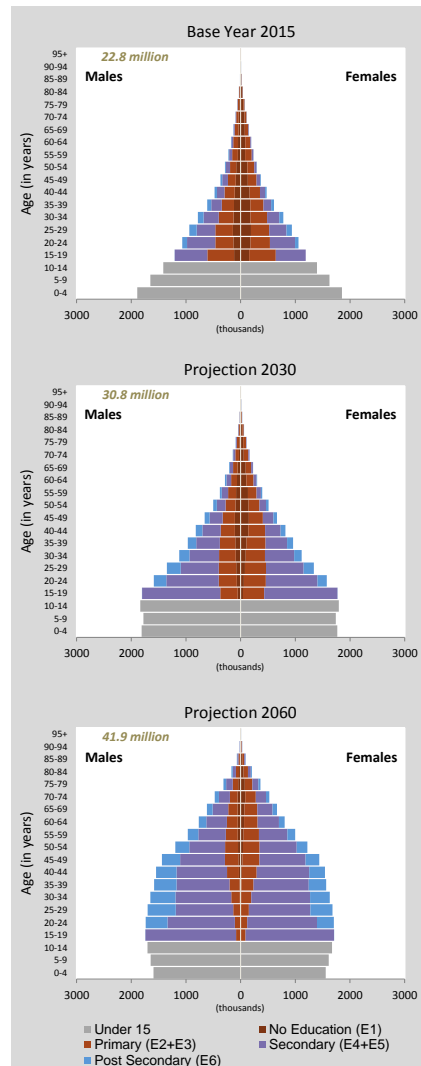 Base Year 2015
22.8 million
Males
Females
Age (in years)
95+
90-94
85-89
80-84
75-79
70-74
65-69
60-64
55-59
50-54
45-49
40-44
35-39
30-34
25-29
20-24
15-19
10-14
5-9
0-4
3000 2000 1000 0 1000 2000 3000
(thousands)
Projection 2030
30.8 million
Males
Females
Age (in years)
95+
90-94
85-89
80-84
75-79
70-74
65-69
60-64
55-59
50-54
45-49
40-44
35-39
30-34
25-29
20-24
15-19
10-14
5-9
0-4
3000 2000 1000 0 1000 2000 3000
(thousands)
Projection 2060
41.9 million
Males
Females
Age (in years)
95+
90-94
85-89
80-84
75-79
70-74
65-69
60-64
55-59
50-54
45-49
40-44
35-39
30-34
25-29
20-24
15-19
10-14
5-9
0-4
3000 2000 1000 0 1000 2000 3000
(thousands)
Under 15 No Education (E1)
Primary (E2+E3) Secondary (E4+E5)
Post Secondary (E6)